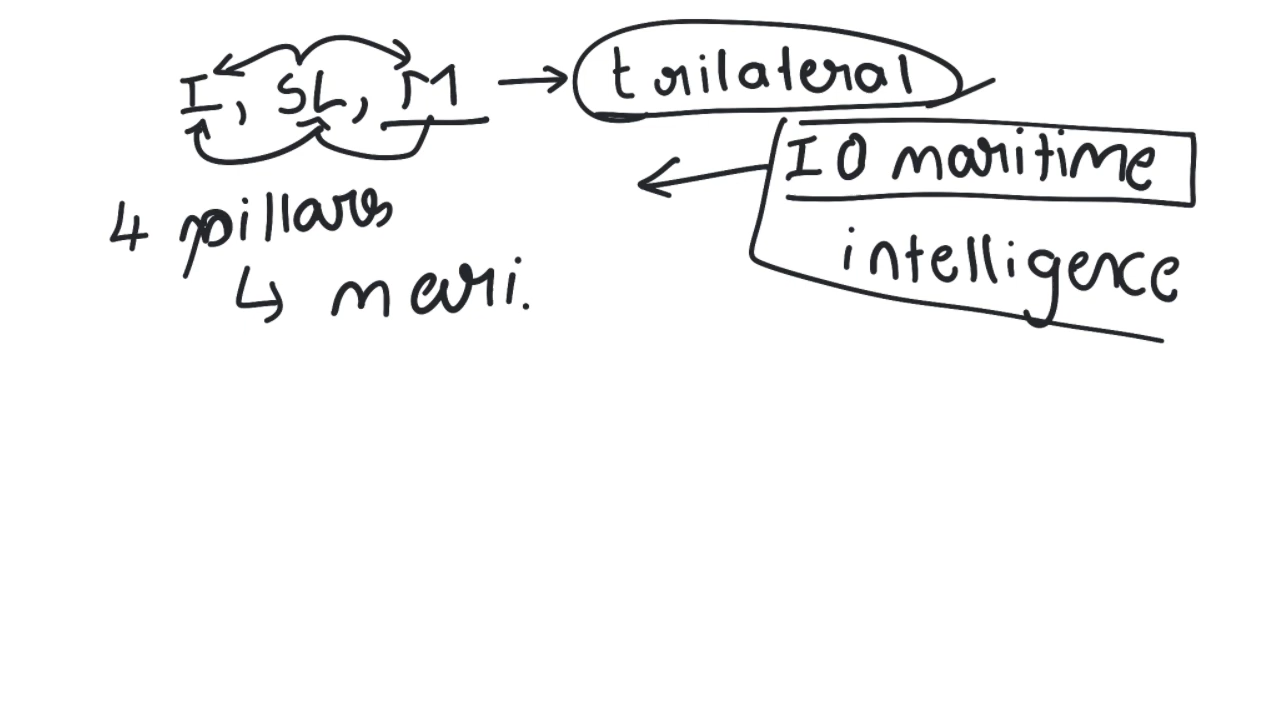 I, SL, M → trilateral
IO maritime
intelligence
4 pillars
↳ mari.